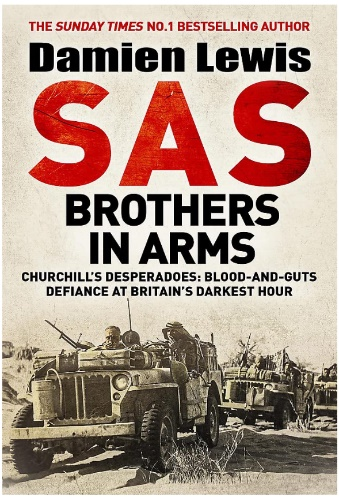 THE SUNDAY TIMES NO.1 BESTSELLING AUTHOR
Damien Lewis
SAS
BROTHERS
IN ARMS
CHURCHILL'S DESPERADOES: BLOOD-AND-GUTS
DEFIANCE AT BRITAIN'S DARKEST HOUR